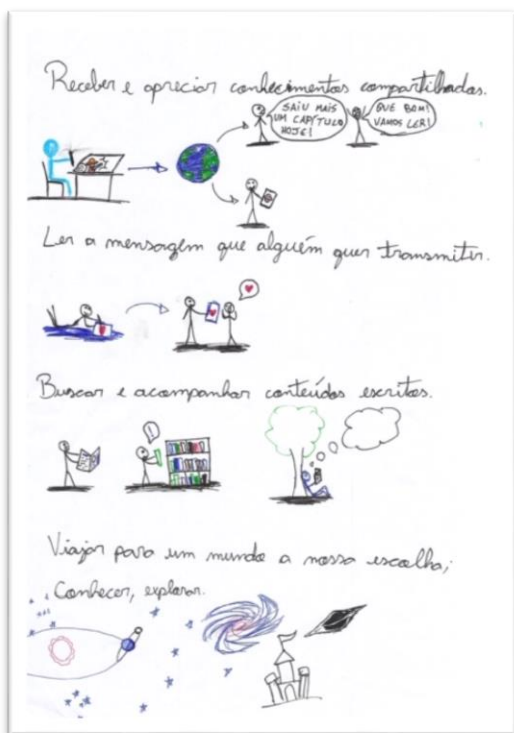 Receber e apreciar conhecimentos compartilhados.
SAIU MAIS
UM CAPÍTULO
HOJE!
QUE BOM!
VAMOS LER!
Ler a mensagem que alguém quer transmitir.
Buscar e acompanhar conteúdos escritos.
!
Viajar para um mundo a nossa escolha;
Conhecer, explorar.